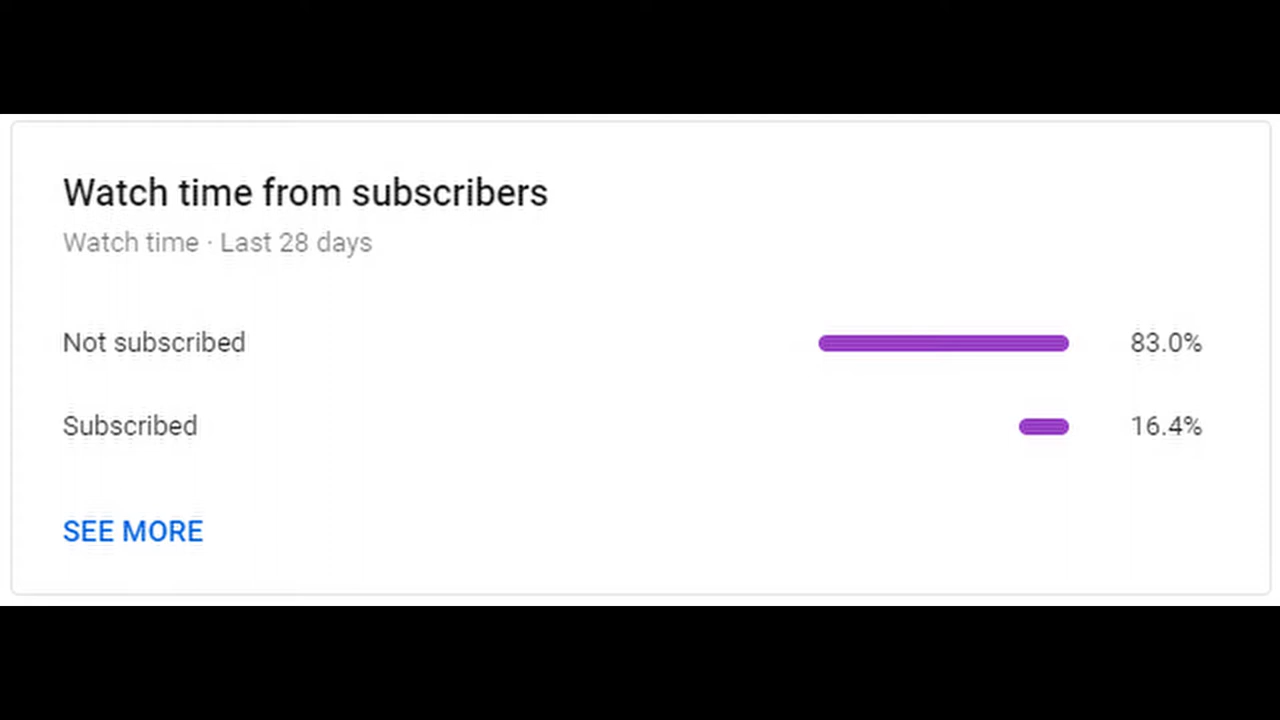 Watch time from subscribers
Watch time · Last 28 days
Not subscribed 83.0%
Subscribed 16.4%
SEE MORE